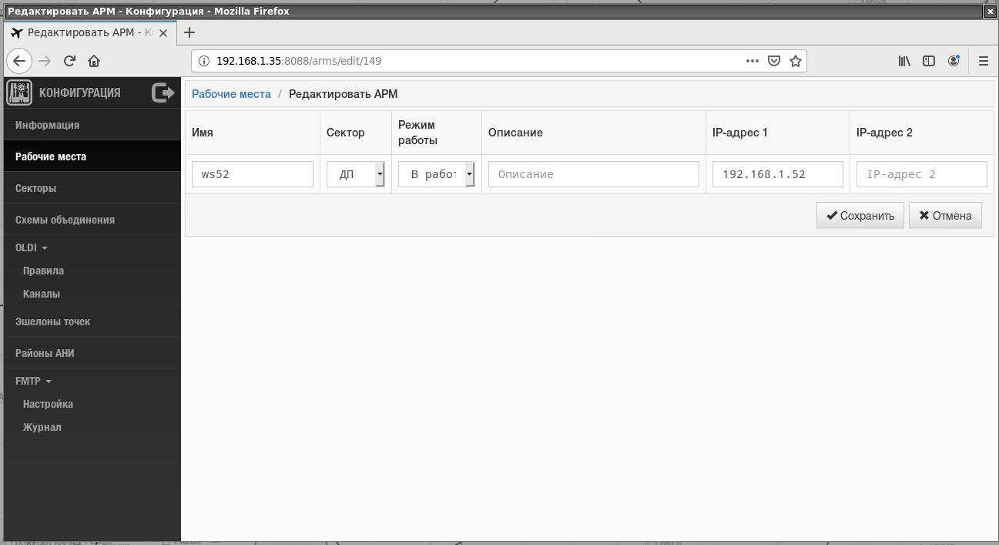 Редактировать АРМ - Конфигурация - Mozilla Firefox
Редактировать АРМ - Ко
192.168.1.35:8088/arms/edit/149
КОНФИГУРАЦИЯ
Информация
Рабочие места
Секторы
Схемы объединения
OLDI
Правила
Каналы
Эшелоны точек
Районы АНИ
FMTP
Настройка
Журнал
Рабочие места / Редактировать АРМ
Имя Сектор Режим работы Описание IP-адрес 1 IP-адрес 2
ws52 ДП В работ Описание 192.168.1.52 IP-адрес 2
Сохранить Отмена